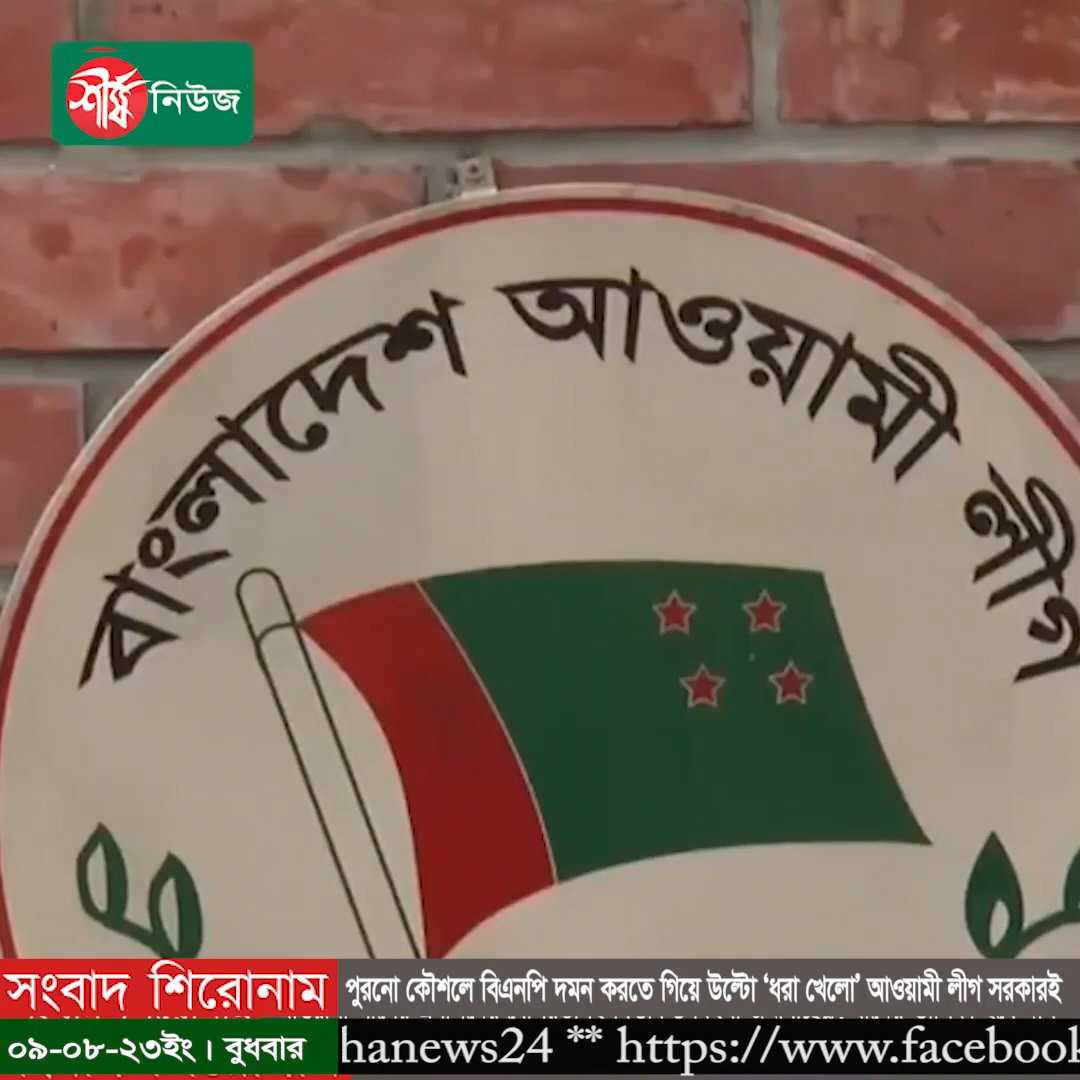 শীর্ষ নিউজ
বাংলাদেশ আওয়ামী লীগ
সংবাদ শিরোনাম
পুরনো কৌশলে বিএনপি দমন করতে গিয়ে উল্টো ‘ধরা খেলো’ আওয়ামী লীগ সরকারই
০৯-০৮-২৩ইং। বুধবার
hanews24 ** https://www.facebook